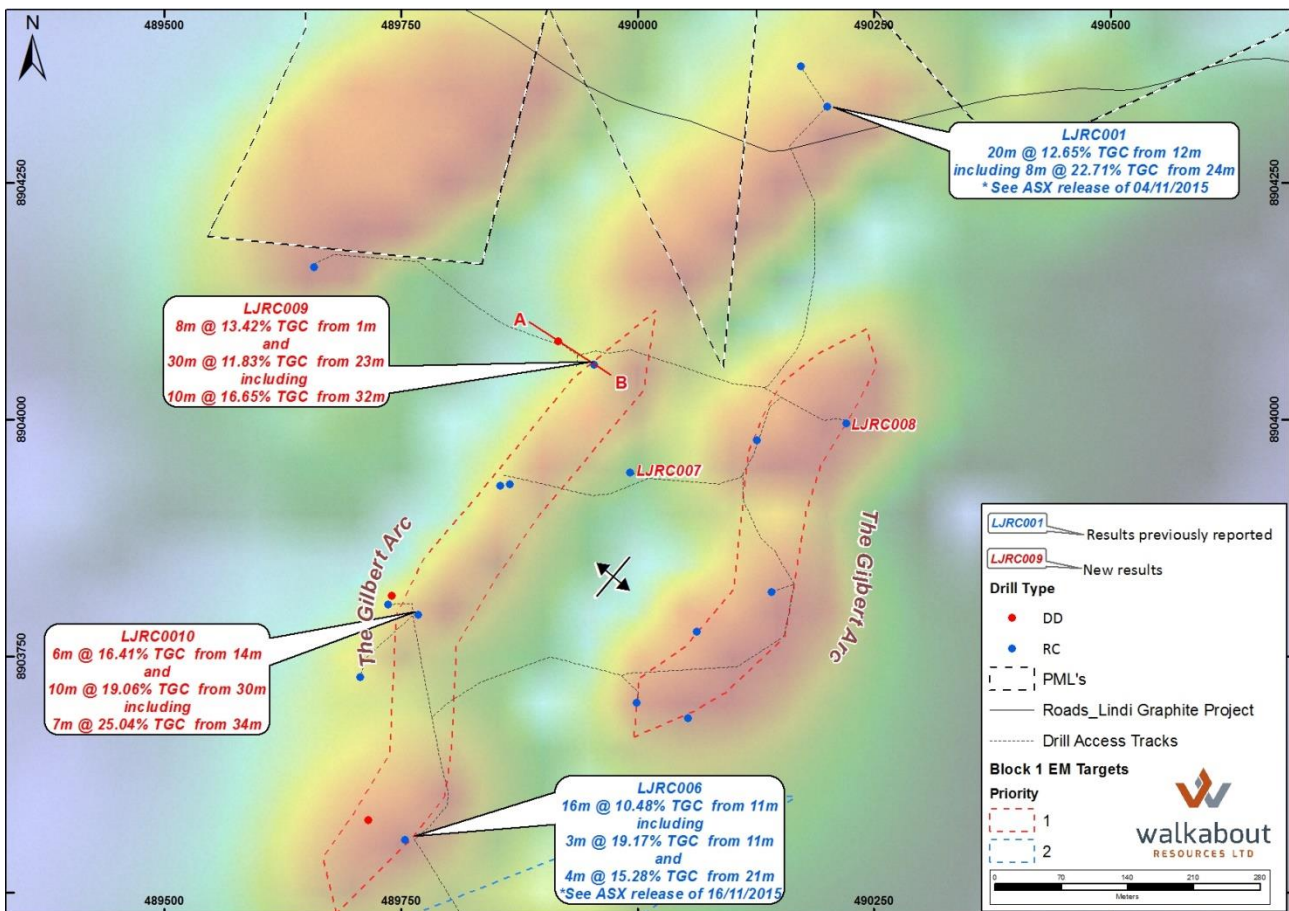 N
489500
489750
490000
490250
490500
8904250
8904250
LJRC001
20m @ 12.65% TGC from 12m
including 8m @ 22.71% TGC from 24m
* See ASX release of 04/11/2015
LJRC009
8m @ 13.42% TGC from 1m
and
30m @ 11.83% TGC from 23m
including
10m @ 16.65% TGC from 32m
A
B
8904000
8904000
LJRC008
LJRC007
The Gilbert Arc
The Gilbert Arc
8903750
LJRC0010
6m @ 16.41% TGC from 14m
and
10m @ 19.06% TGC from 30m
including
7m @ 25.04% TGC from 34m
LJRC006
16m @ 10.48% TGC from 11m
including
3m @ 19.17% TGC from 11m
and
4m @ 15.28% TGC from 21m
*See ASX release of 16/11/2015
LJRC001
Results previously reported
LJRC009
New results
Drill Type
DD
RC
PML's
Roads_Lindi Graphite Project
Drill Access Tracks
Block 1 EM Targets
Priority
1
2
walkabout
RESOURCES LTD
0 70 140 210 280
Meters
489500
489750
490000
490250